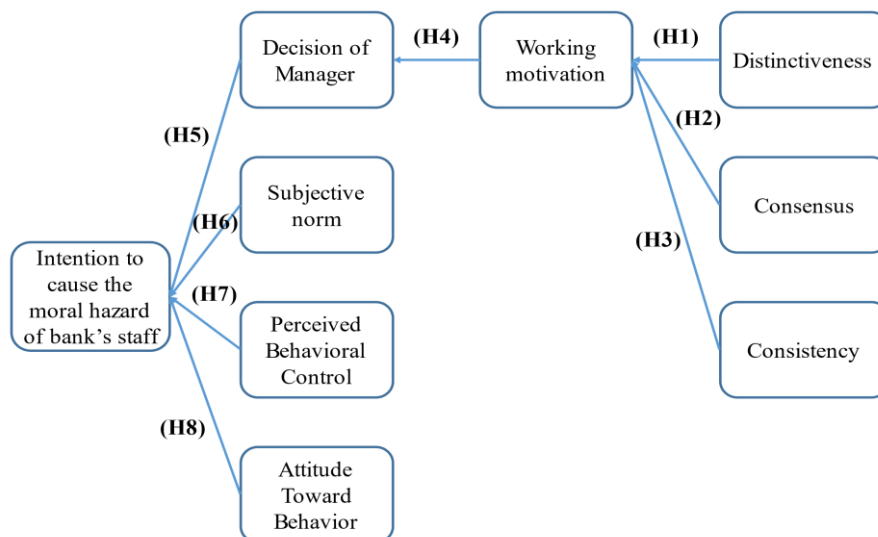 Decision of
Manager
(H4)
Working
motivation
(H1)
Distinctiveness
(H2)
(H5)
Subjective
norm
(H6)
Consensus
(H3)
Intention to
cause the
moral hazard
of bank's staff
(H7)
Perceived
Behavioral
Control
Consistency
(H8)
Attitude
Toward
Behavior